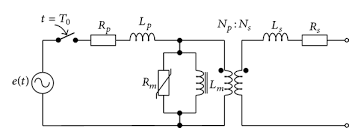 t = T₀
Rₚ
Lₚ
Nₚ : Nₛ
Lₛ
Rₛ
e(t)
Rₘ
Lₘ